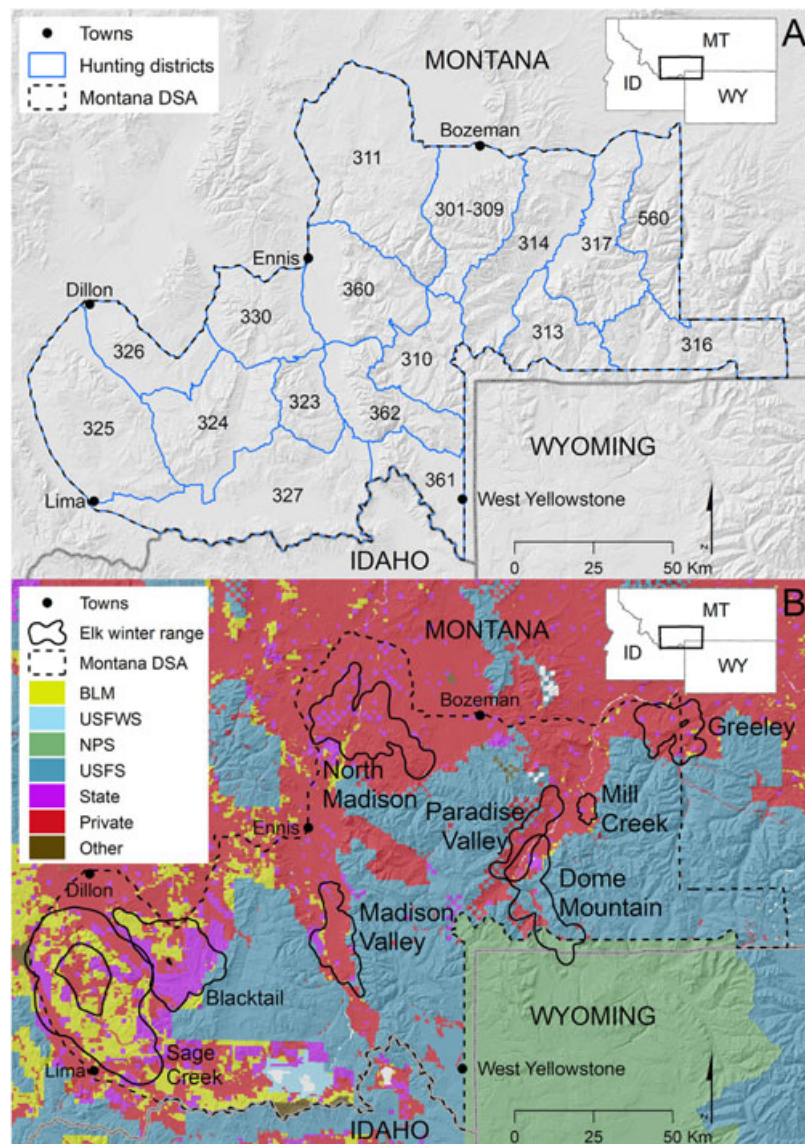 Towns
Hunting districts
Montana DSA
MONTANA
MT
ID
WY
A
Bozeman
311
301-309
314
317
560
Ennis
360
Dillon
330
326
313
316
310
323
324
362
325
WYOMING
361
327
Lima
West Yellowstone
IDAHO
0 25 50 Km
Z
Towns
Elk winter range
Montana DSA
BLM
USFWS
NPS
USFS
State
Private
Other
MONTANA
MT
ID
WY
B
Bozeman
Greeley
North
Madison
Mill
Creek
Paradise
Valley
Ennis
Dome
Mountain
Dillon
Madison
Valley
Blacktail
WYOMING
Sage
Creek
Lima
West Yellowstone
IDAHO
0 25 50 Km
Z